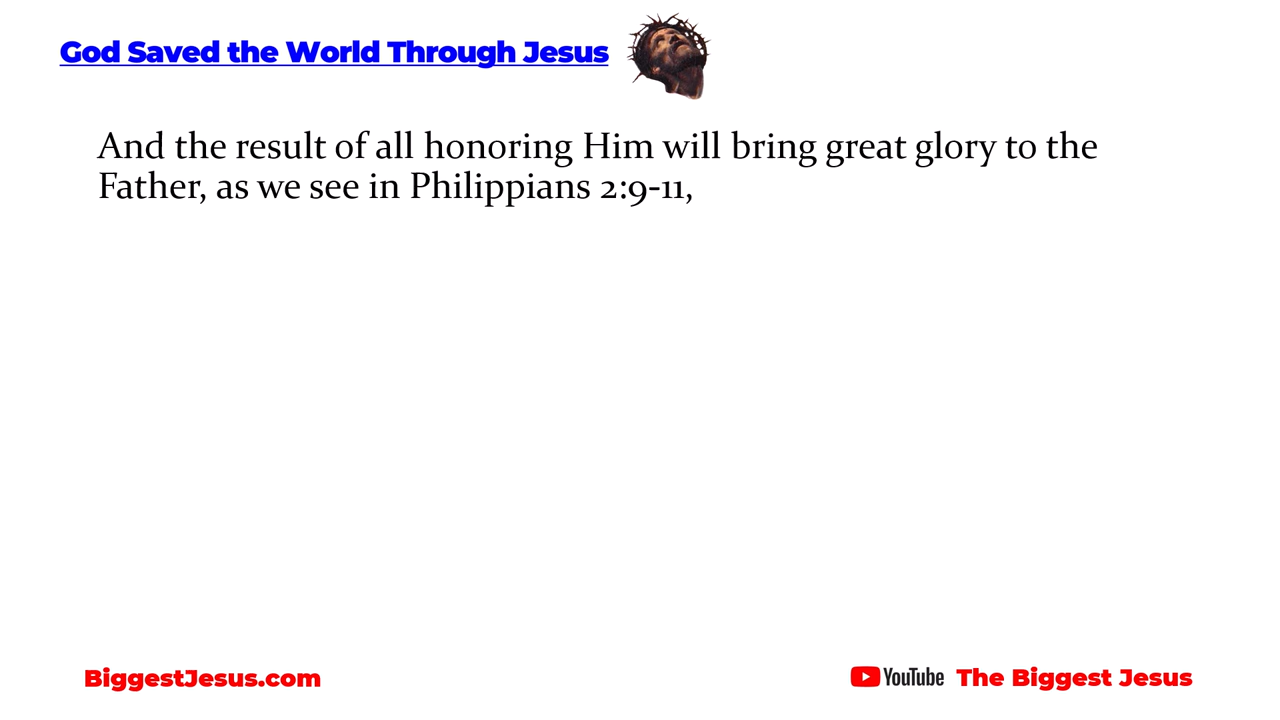 God Saved the World Through Jesus
And the result of all honoring Him will bring great glory to the
Father, as we see in Philippians 2:9-11,
BiggestJesus.com
YouTube The Biggest Jesus